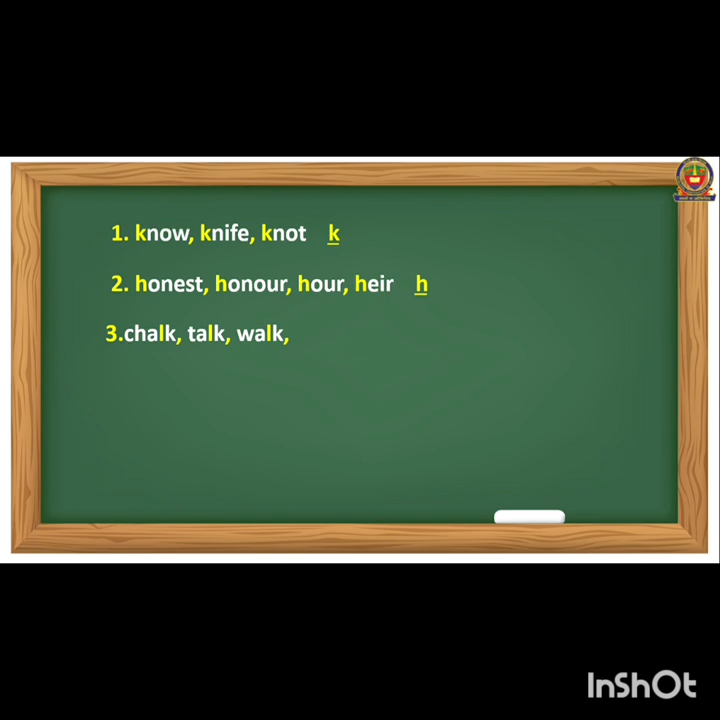 1. know, knife, knot k
2. honest, honour, hour, heir h
3.chalk, talk, walk,
InShOt